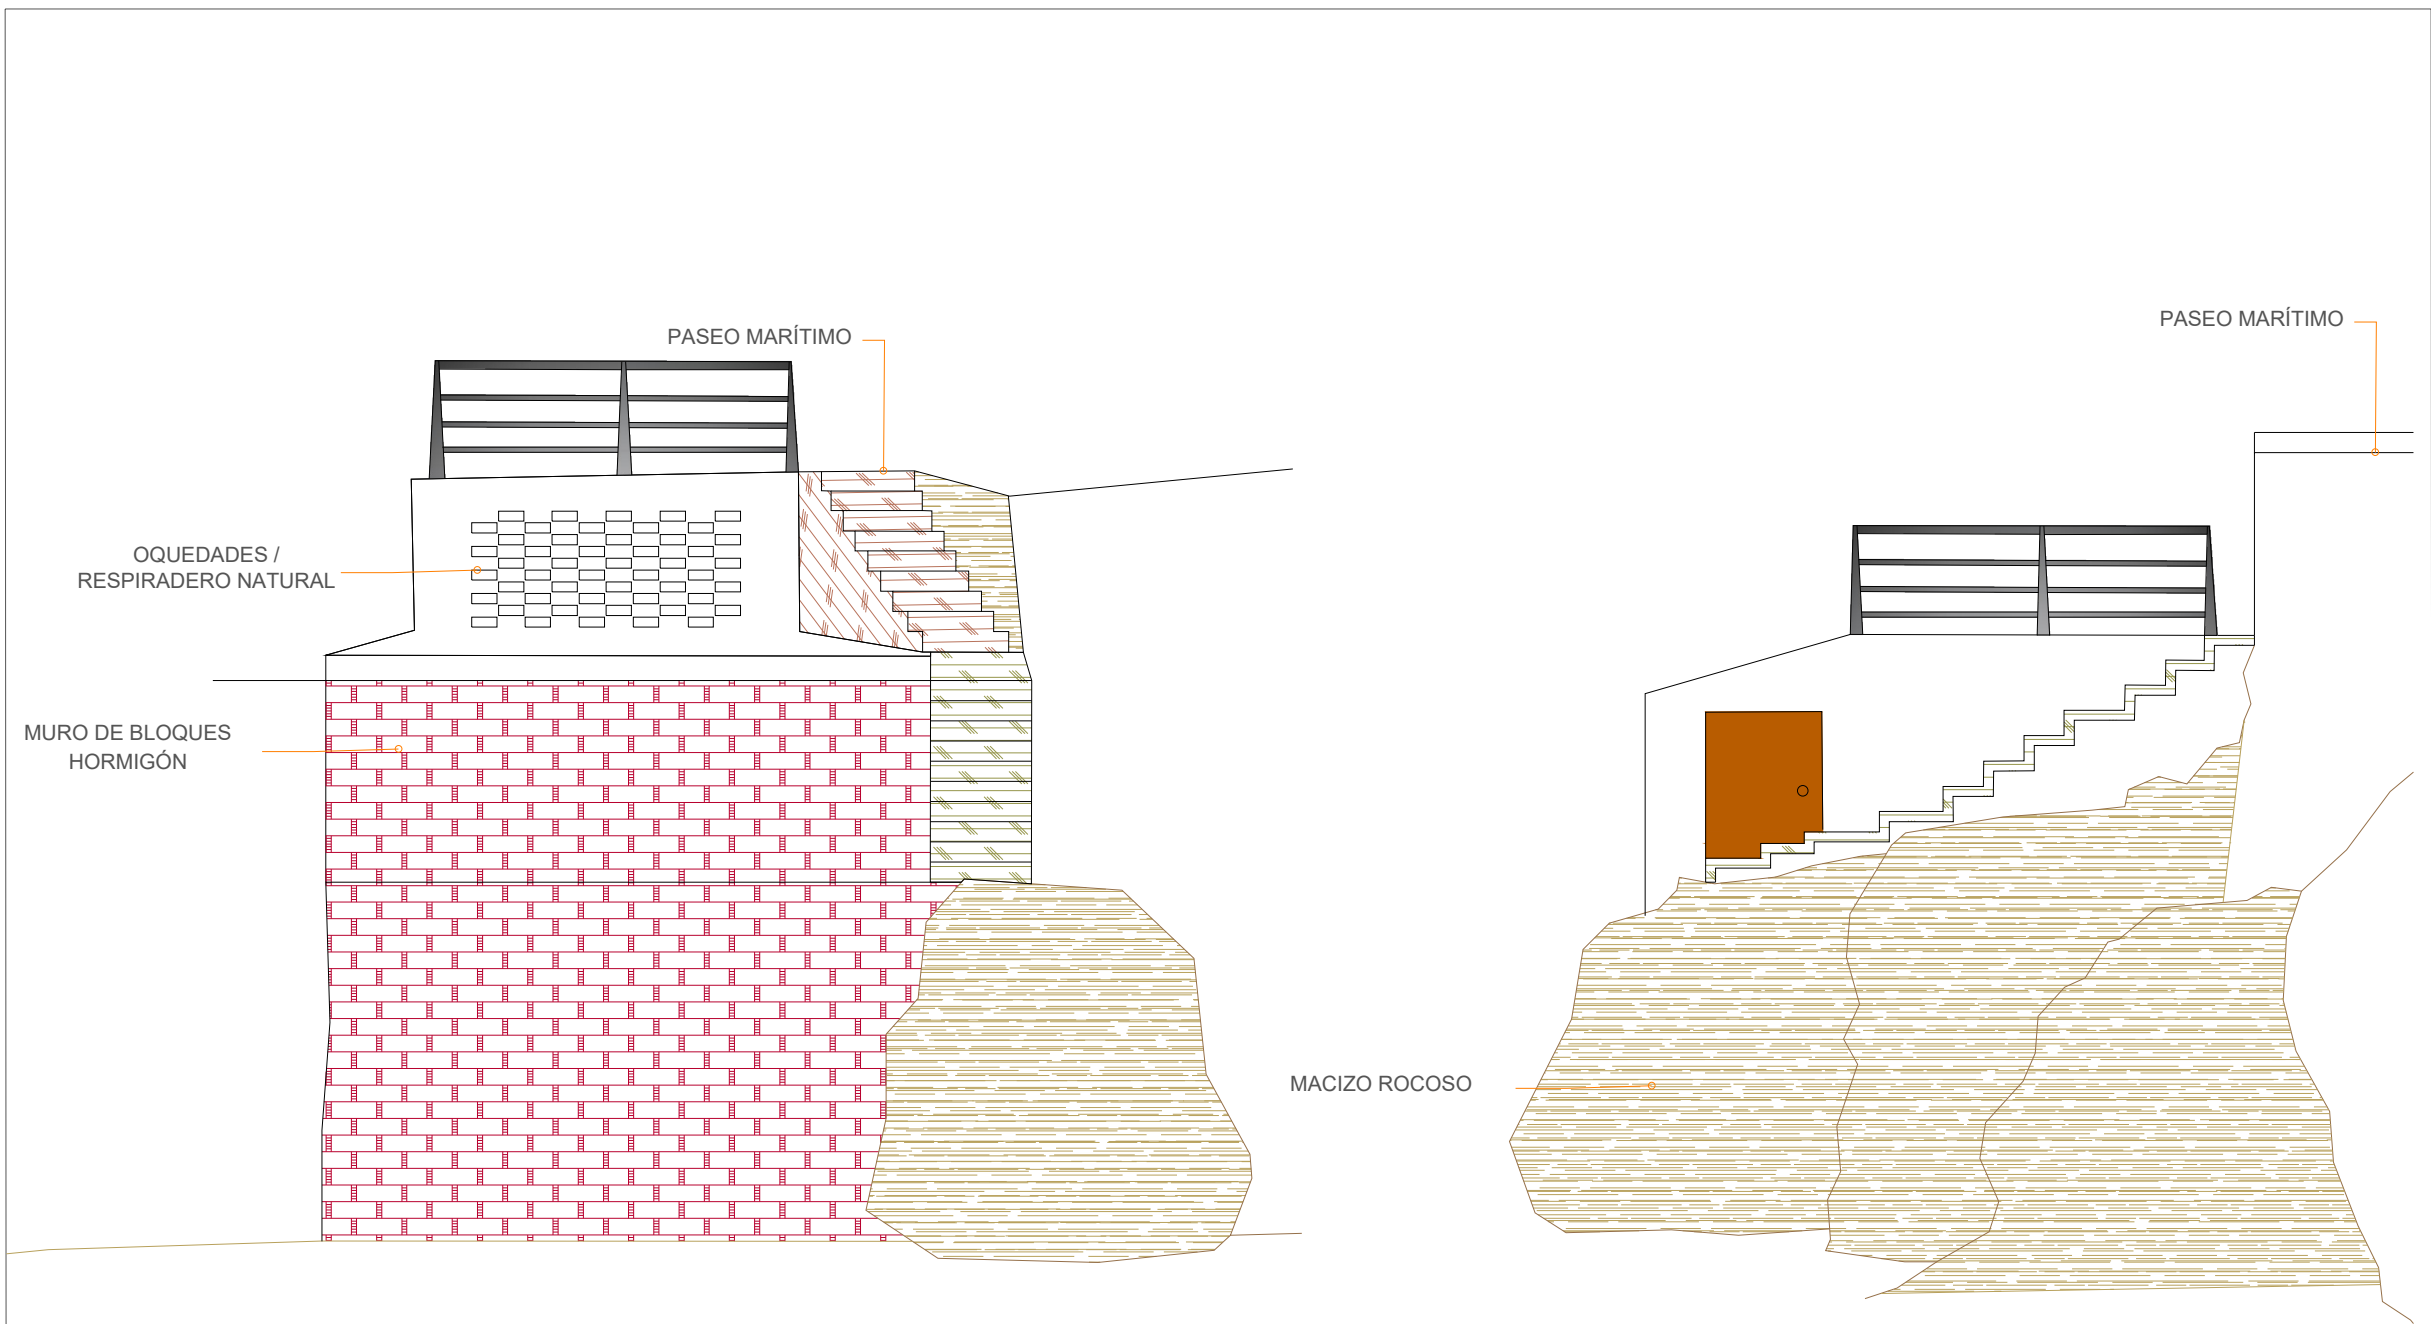 PASEO MARÍTIMO
OQUEDADES /
RESPIRADERO NATURAL
MURO DE BLOQUES
HORMIGÓN
PASEO MARÍTIMO
MACIZO ROCOSO